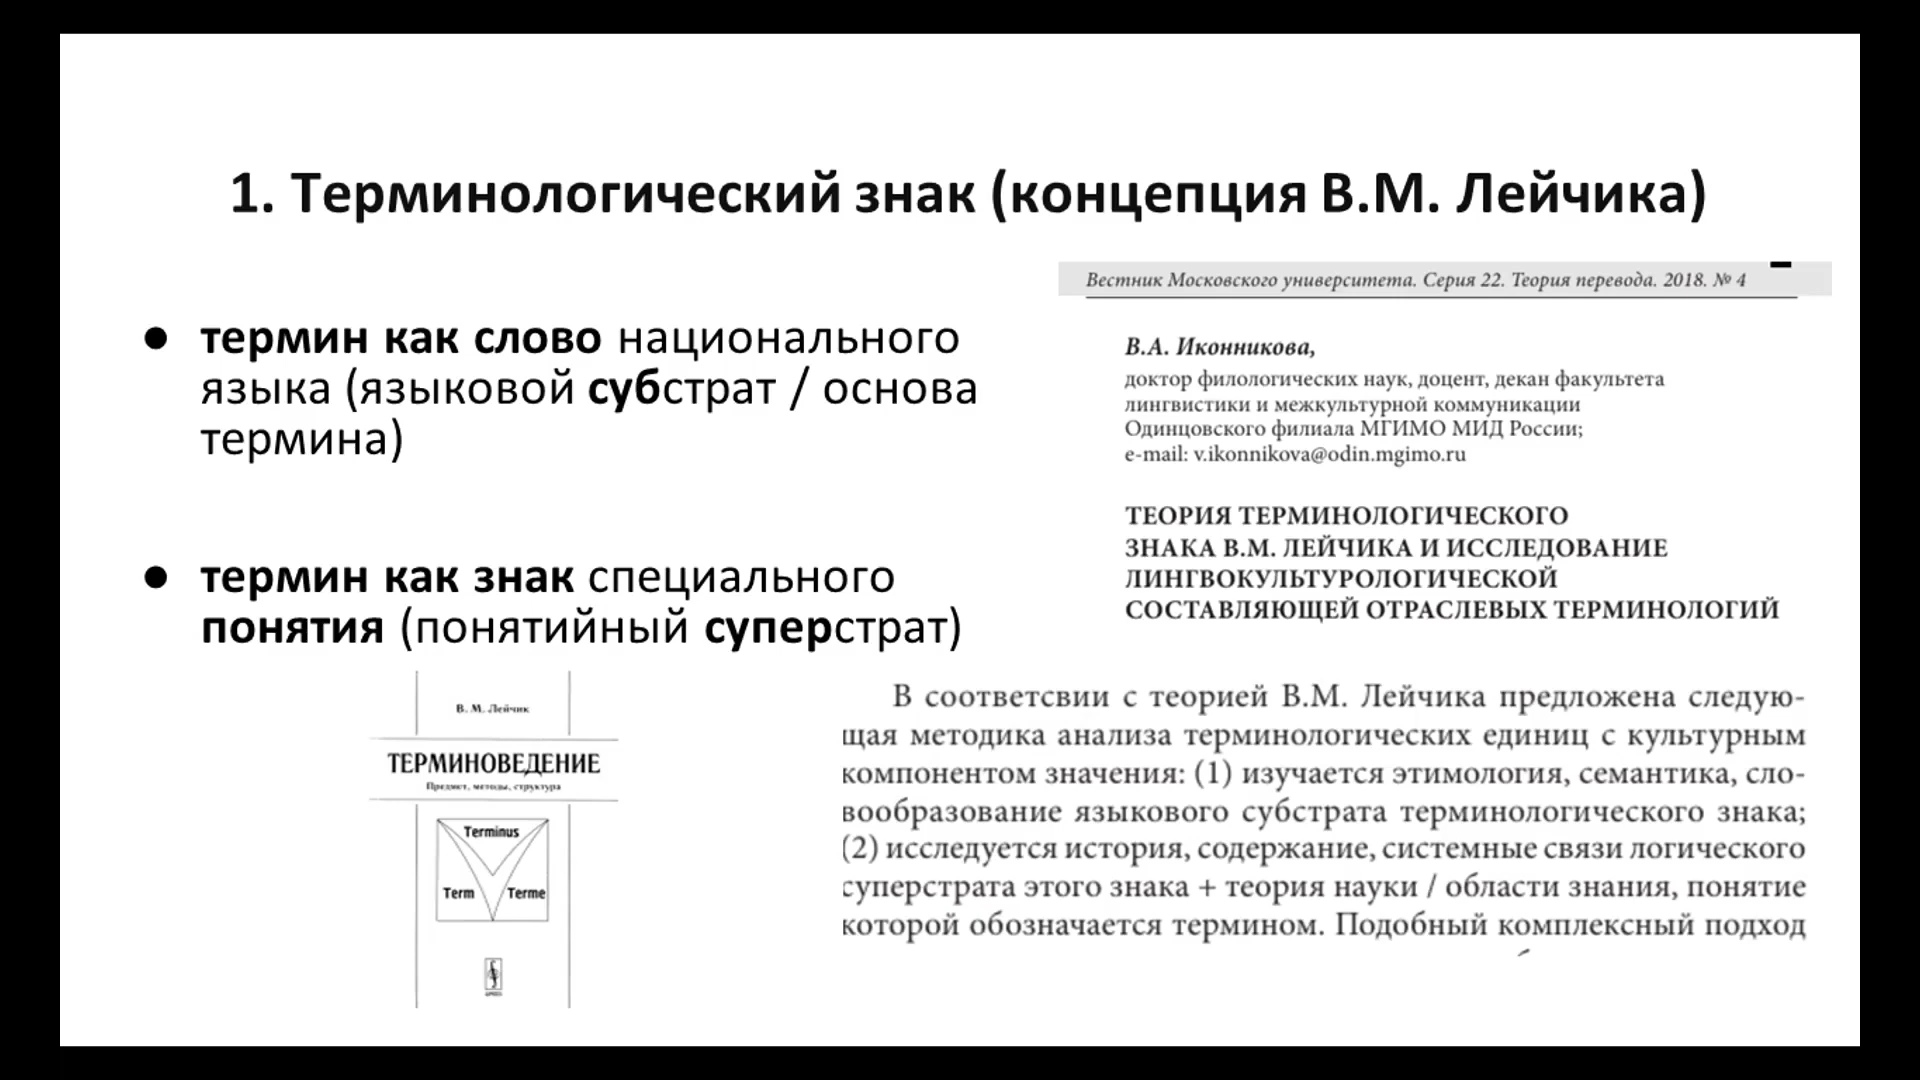 1. Терминологический знак (концепция В.М. Лейчика)
● термин как слово национального
языка (языковой субстрат / основа
термина)
● термин как знак специального
понятия (понятийный суперстрат)
Вестник Московского университета. Серия 22. Теория перевода. 2018. № 4
В.А. Иконникова,
доктор филологических наук, доцент, декан факультета
лингвистики и межкультурной коммуникации
Одинцовского филиала МГИМО МИД России;
e-mail: v.ikonnikova@odin.mgimo.ru
ТЕОРИЯ ТЕРМИНОЛОГИЧЕСКОГО
ЗНАКА В.М. ЛЕЙЧИКА И ИССЛЕДОВАНИЕ
ЛИНГВОКУЛЬТУРОЛОГИЧЕСКОЙ
СОСТАВЛЯЮЩЕЙ ОТРАСЛЕВЫХ ТЕРМИНОЛОГИЙ
В. М. Лейчик
ТЕРМИНОВЕДЕНИЕ
Предмет, методы, структура
Terminus
Term Terme
В соответсвии с теорией В.М. Лейчика предложена следую-
щая методика анализа терминологических единиц с культурным
компонентом значения: (1) изучается этимология, семантика, сло-
вообразование языкового субстрата терминологического знака;
(2) исследуется история, содержание, системные связи логического
суперстрата этого знака + теория науки / области знания, понятие
которой обозначается термином. Подобный комплексный подход